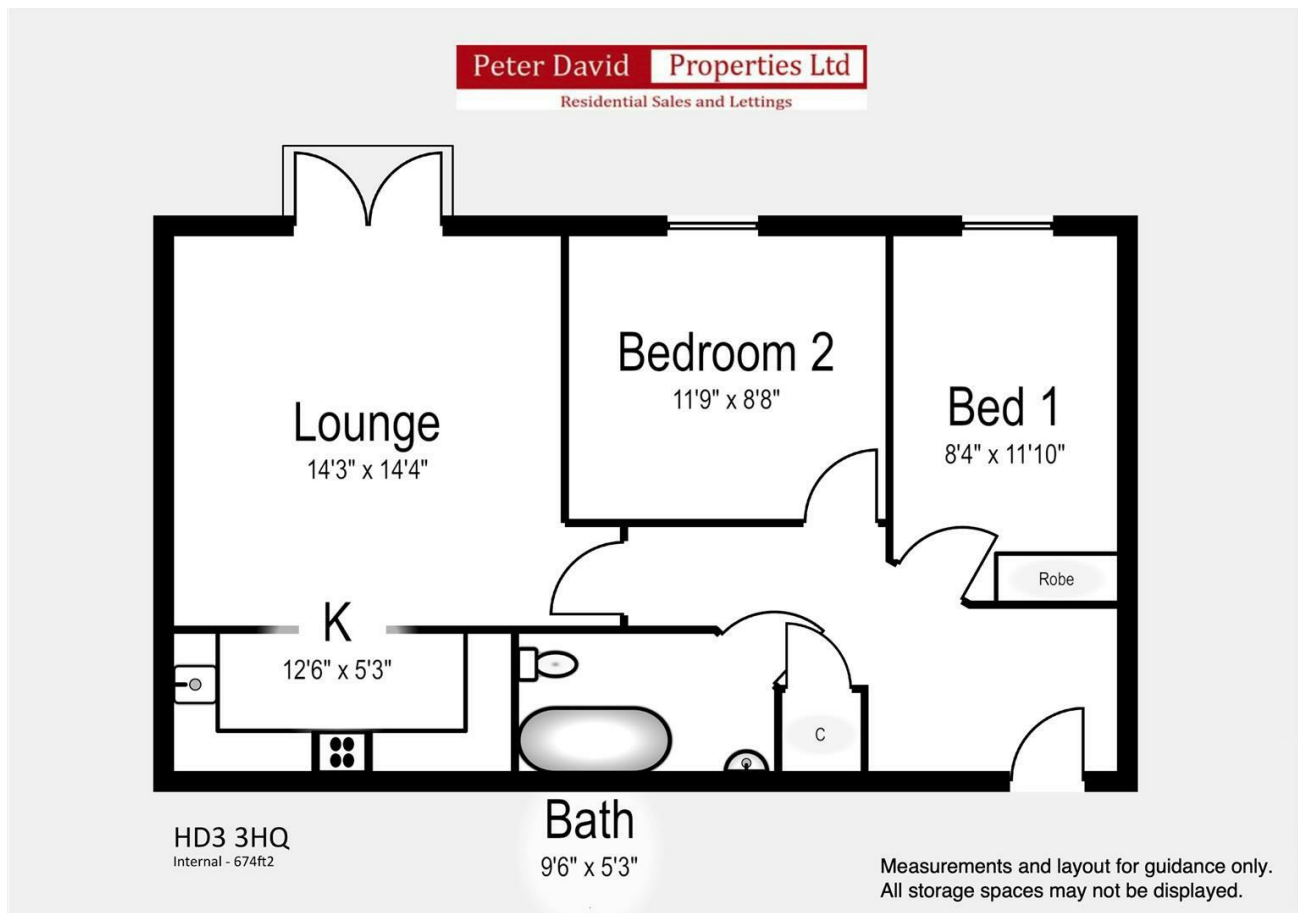 Peter David Properties Ltd
Residential Sales and Lettings
Lounge
14'3" x 14'4"
Bedroom 2
11'9" x 8'8"
Bed 1
8'4" x 11'10"
Robe
K
12'6" x 5'3"
C
Bath
9'6" x 5'3"
HD3 3HQ
Internal - 674ft2
Measurements and layout for guidance only.
All storage spaces may not be displayed.